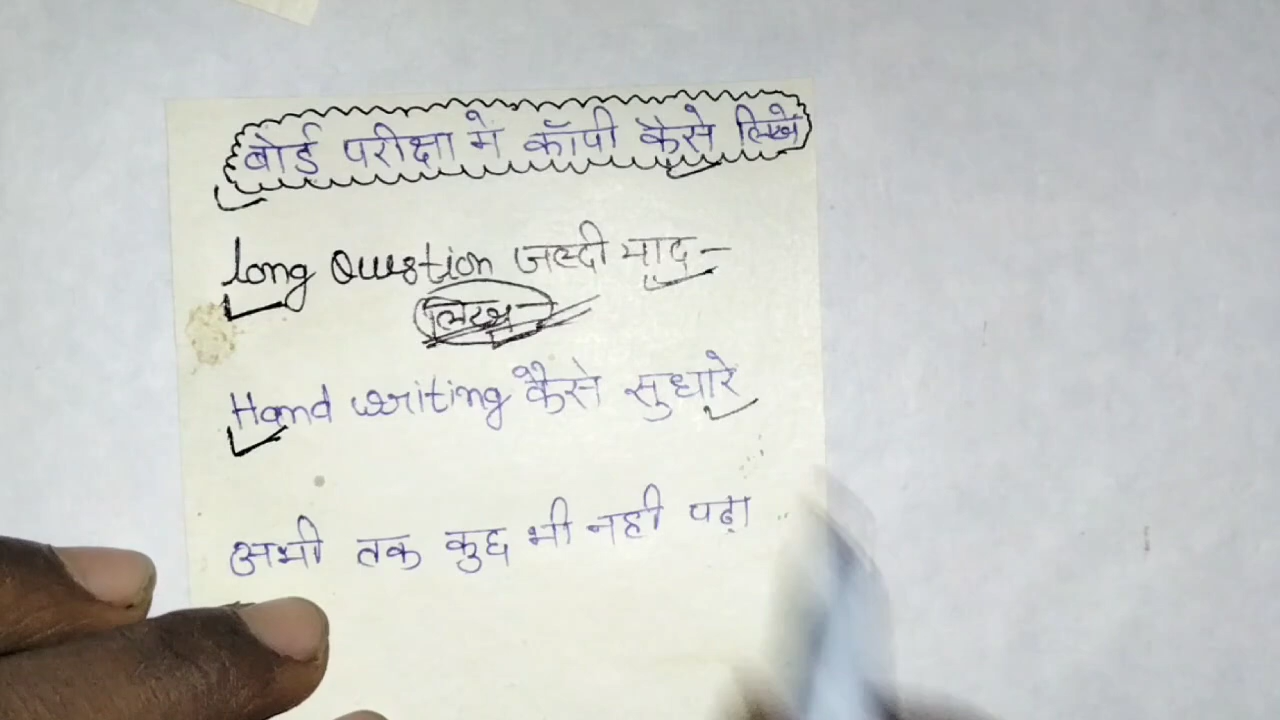 बोर्ड परीक्षा में कॉपी कैसे लिखें
long Question जल्दी याद –
लिख
Hand writing कैसे सुधारे
अभी तक कुछ भी नही पढ़ा